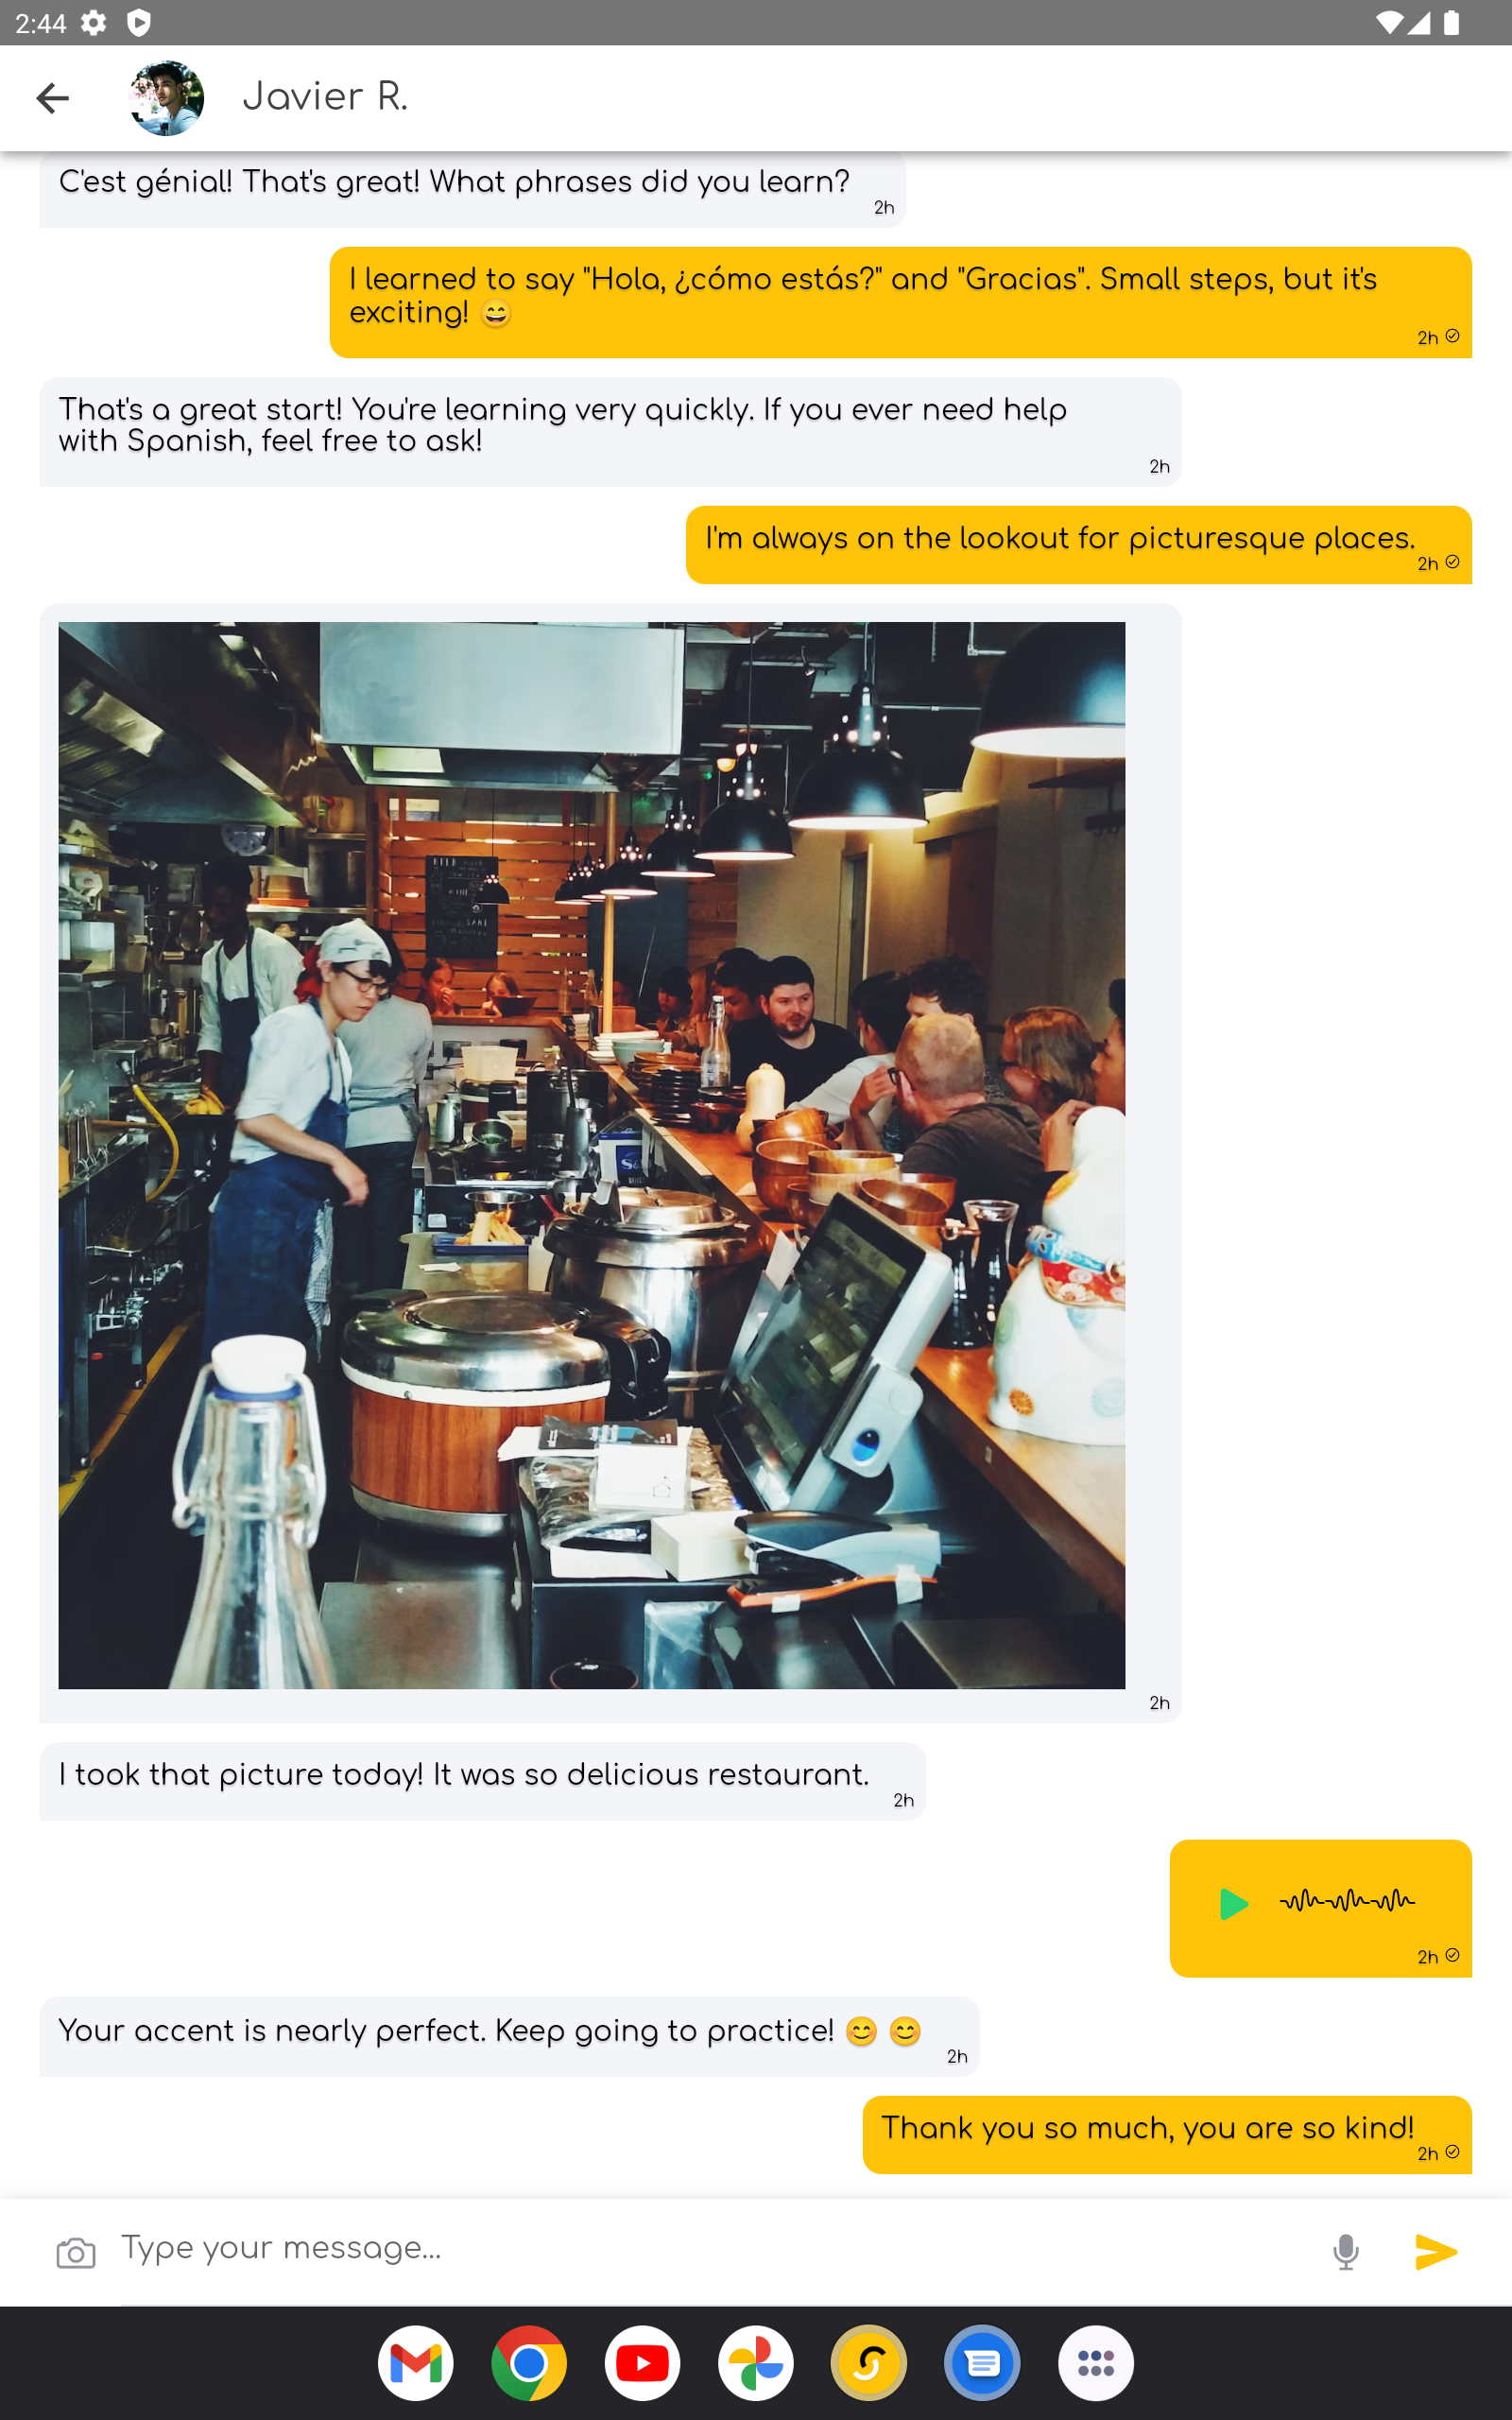 2:44
Javier R.
C'est génial! That's great! What phrases did you learn?
2h
I learned to say "Hola, ¿cómo estás?" and "Gracias". Small steps, but it's
exciting! 😄
2h
That's a great start! You're learning very quickly. If you ever need help
with Spanish, feel free to ask!
2h
I'm always on the lookout for picturesque places.
2h
BEER
SAKE
2h
I took that picture today! It was so delicious restaurant.
2h
2h
Your accent is nearly perfect. Keep going to practice! 😊 😊
2h
Thank you so much, you are so kind!
2h
Type your message...